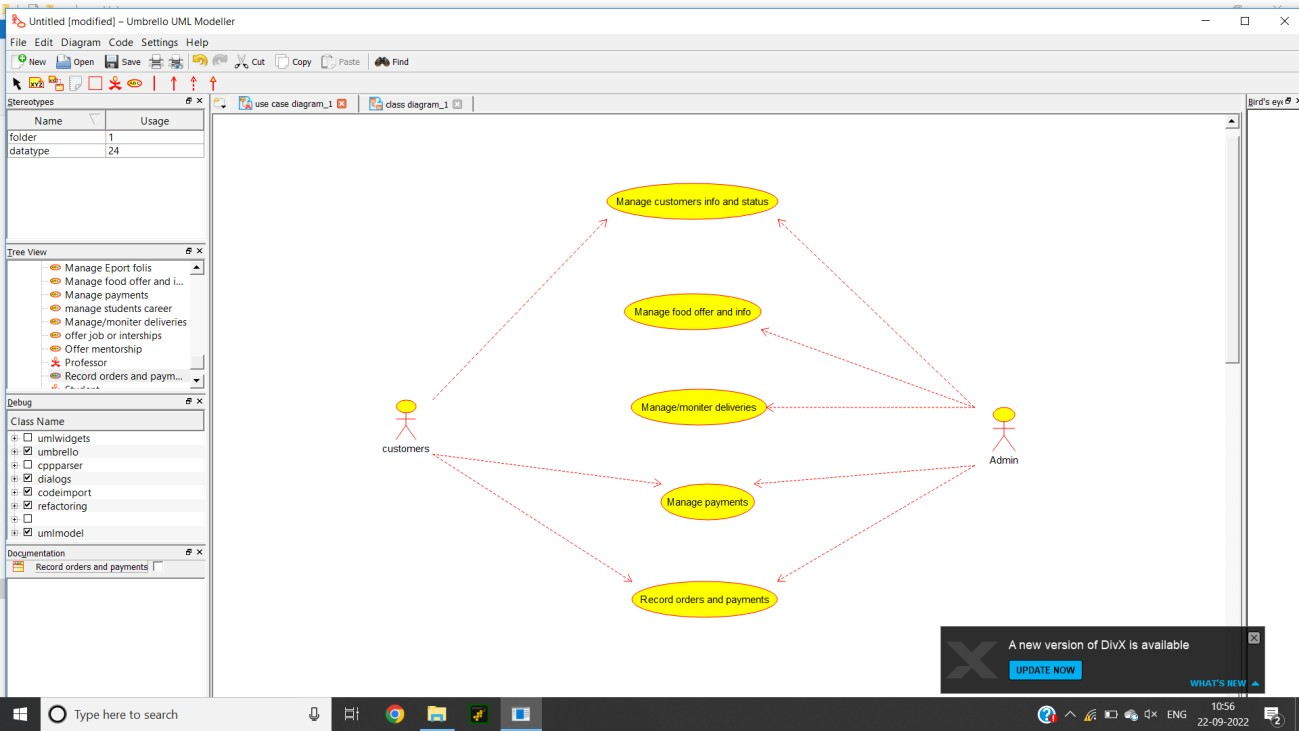 Untitled [modified] – Umbrello UML Modeller
File Edit Diagram Code Settings Help
New Open Save Cut Copy Paste Find
Stereotypes
use case diagram_1
class diagram_1
Bird's eye
Name Usage
folder 1
datatype 24
Tree View
Manage Eport folis
Manage food offer and i...
Manage payments
manage students career
Manage/moniter deliveries
offer job or interships
Offer mentorship
Professor
Record orders and paym...
Debug
Class Name
umlwidgets
umbrello
cppparser
dialogs
codeimport
refactoring
umlmodel
Documentation
Record orders and payments
Manage customers info and status
Manage food offer and info
Manage/moniter deliveries
customers
Admin
Manage payments
Record orders and payments
A new version of DivX is available
UPDATE NOW
WHAT'S NEW
Type here to search
ENG
10:56
22-09-2022
2